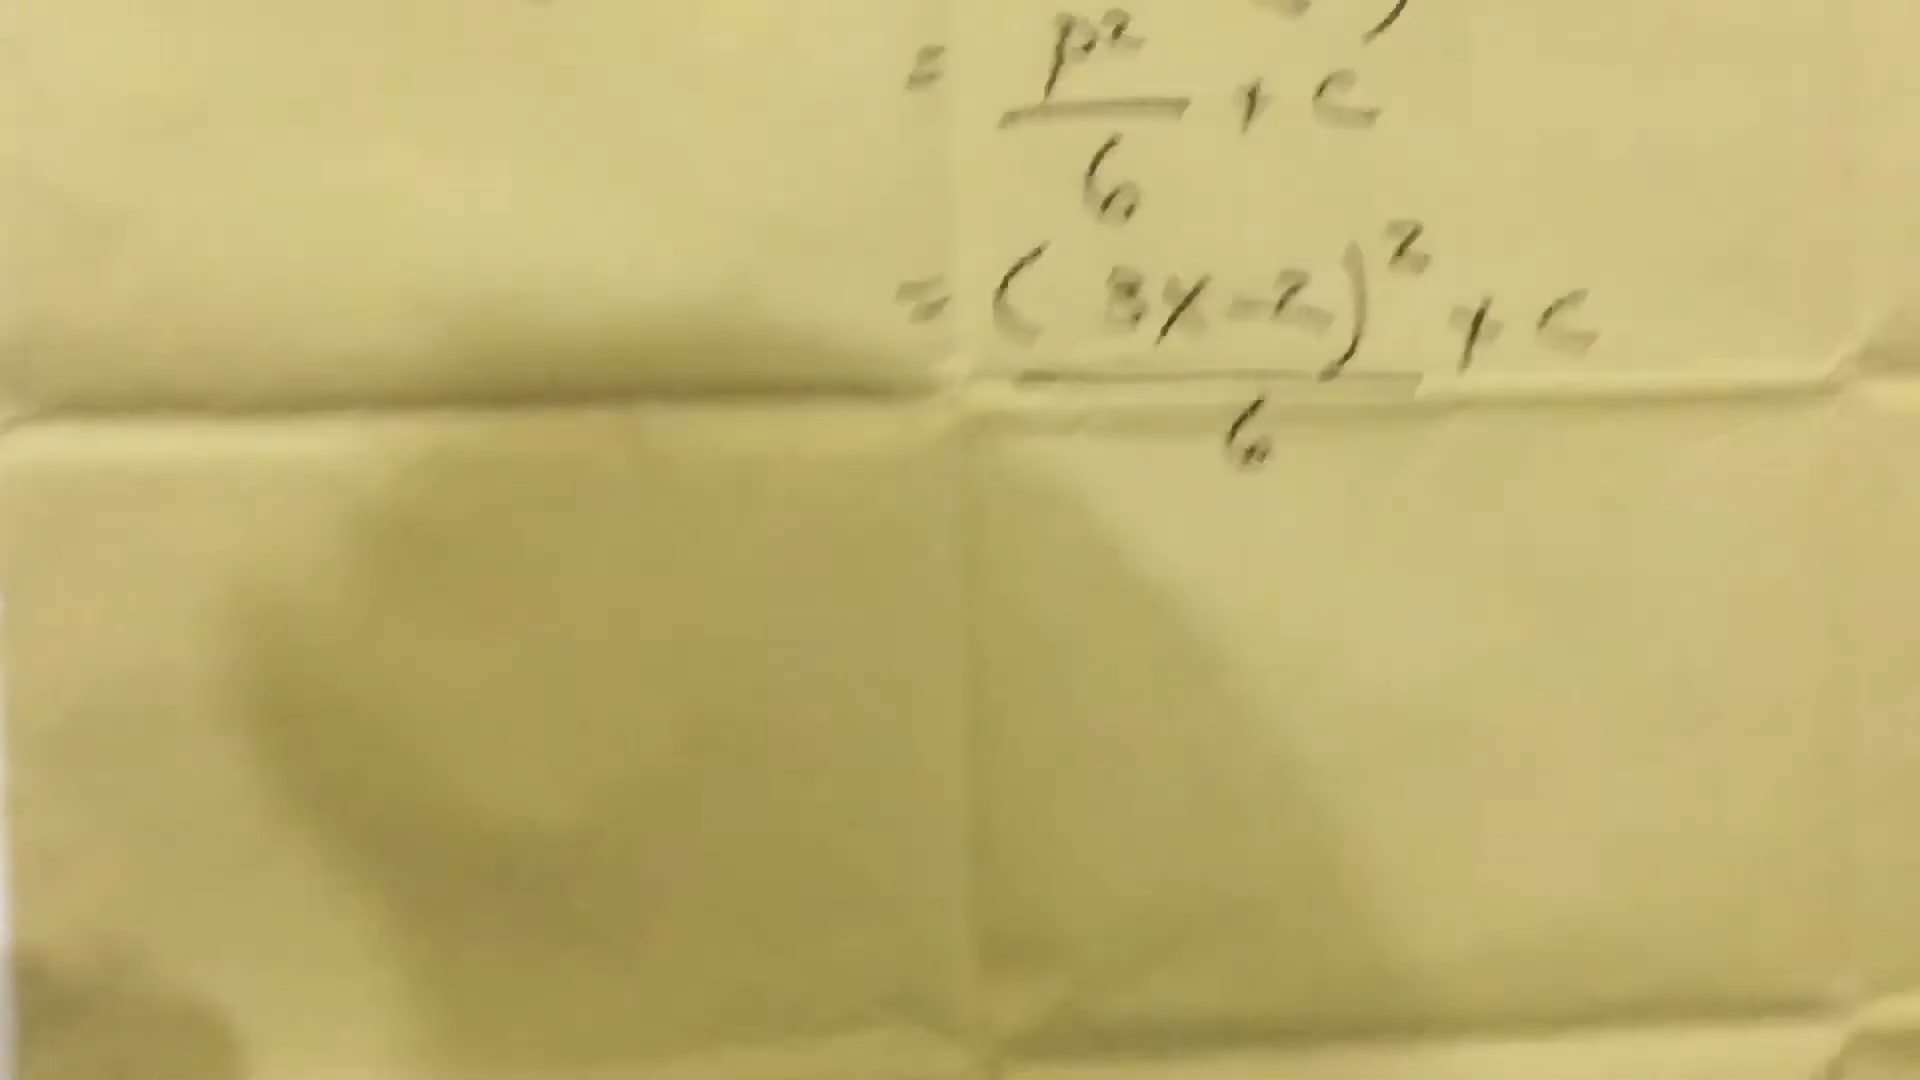 = p²/6 + c
= (3x-2)²/6 + c